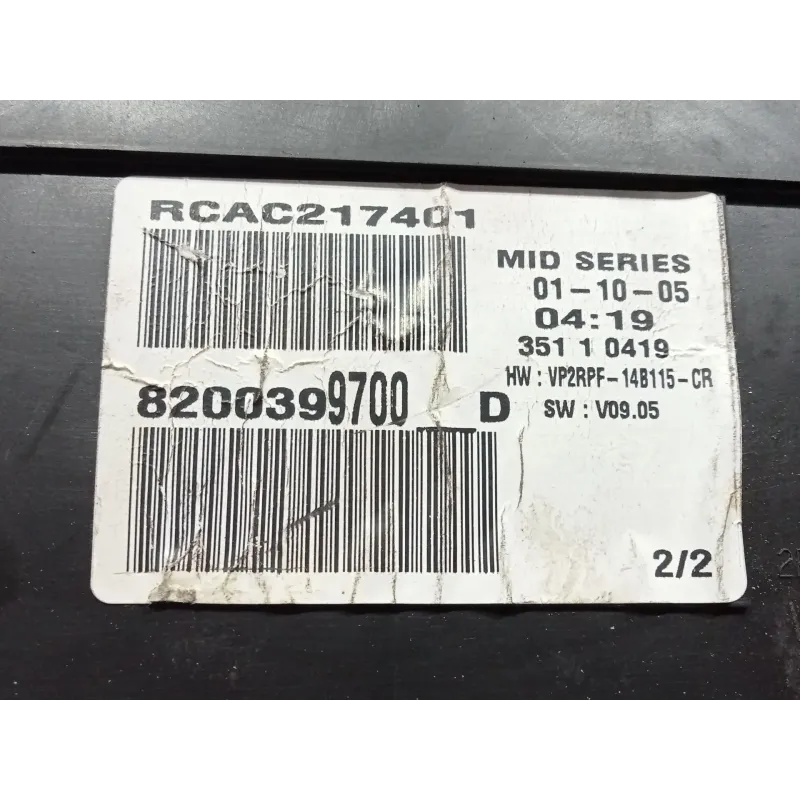 RCAC217401
MID SERIES
01-10-05
04:19
351 1 0419
HW : VP2RPF-14B115-CR
8200399700__D
SW : V09.05
2/2